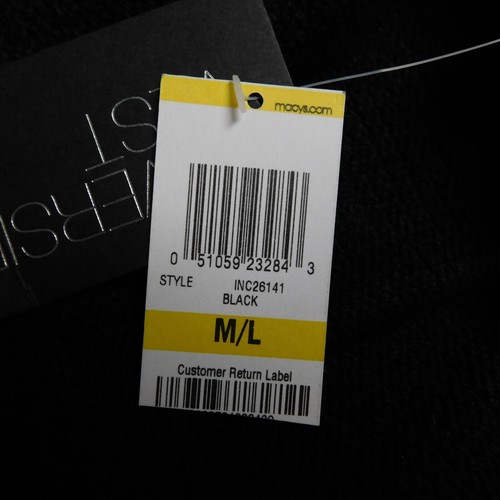 macys.com
0 51059 23284 3
STYLE INC26141
BLACK
M/L
Customer Return Label